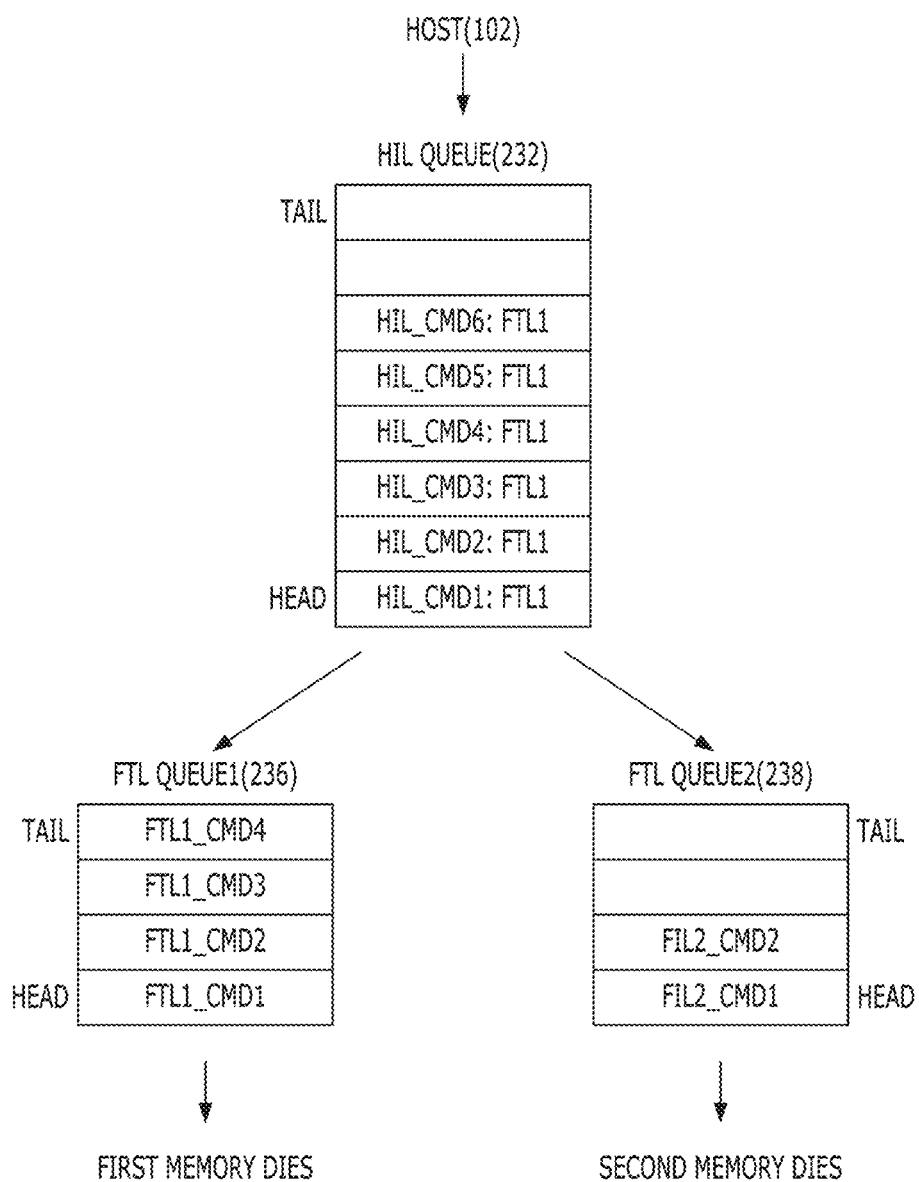 HOST(102)
HIL QUEUE(232)
TAIL
HIL_CMD6: FTL1
HIL_CMD5: FTL1
HIL_CMD4: FTL1
HIL_CMD3: FTL1
HIL_CMD2: FTL1
HEAD HIL_CMD1: FTL1
FTL QUEUE1(236)
TAIL FTL1_CMD4
FTL1_CMD3
FTL1_CMD2
HEAD FTL1_CMD1
FIRST MEMORY DIES
FTL QUEUE2(238)
TAIL
FIL2_CMD2
FIL2_CMD1 HEAD
SECOND MEMORY DIES